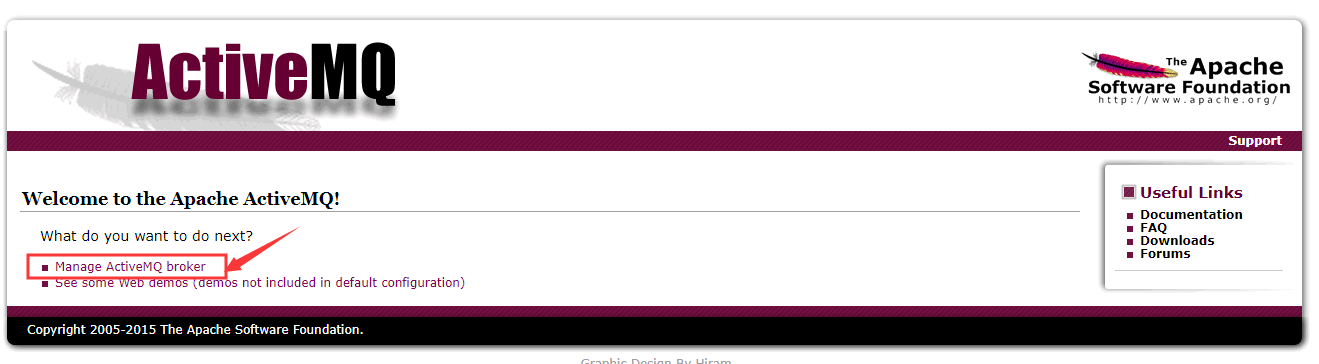 ActiveMQ
The Apache
Software Foundation
http://www.apache.org/
Support
Welcome to the Apache ActiveMQ!
What do you want to do next?
Manage ActiveMQ broker
See some Web demos (demos not included in default configuration)
Useful Links
Documentation
FAQ
Downloads
Forums
Copyright 2005-2015 The Apache Software Foundation.
Graphic Design By Hiram